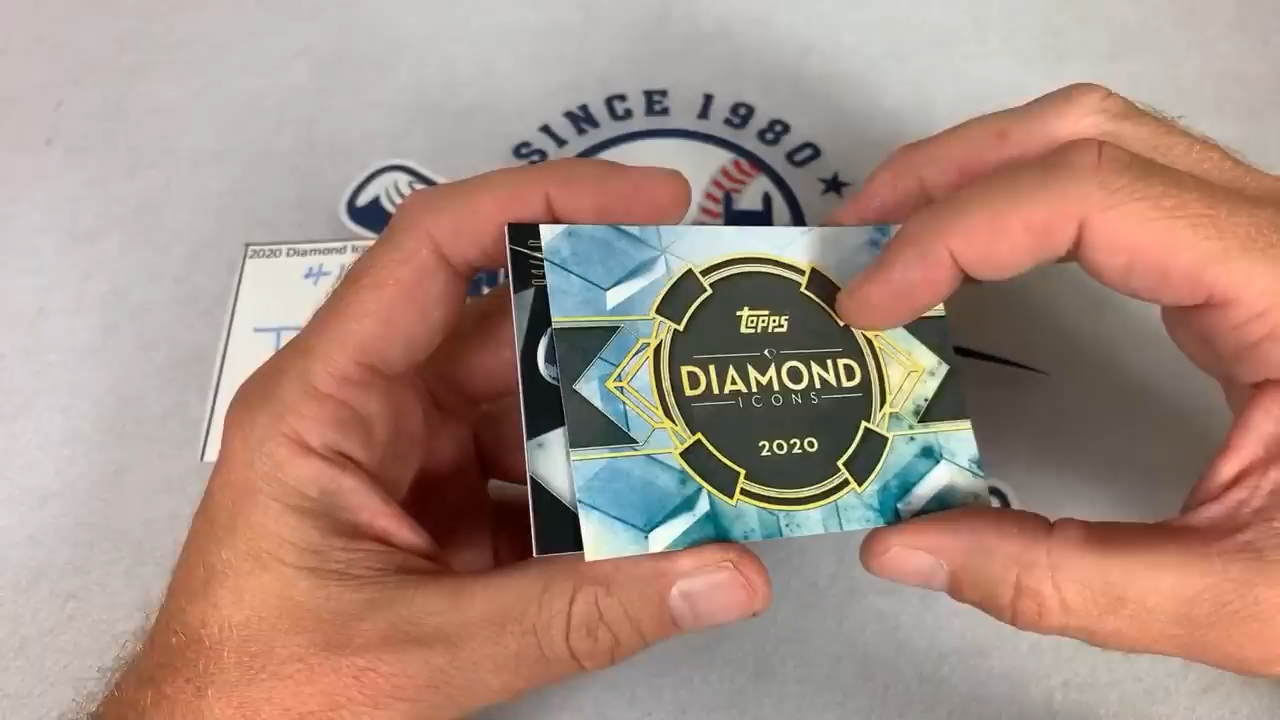 SINCE 1980
2020 Diamond
TOPPS
DIAMOND
ICONS
2020